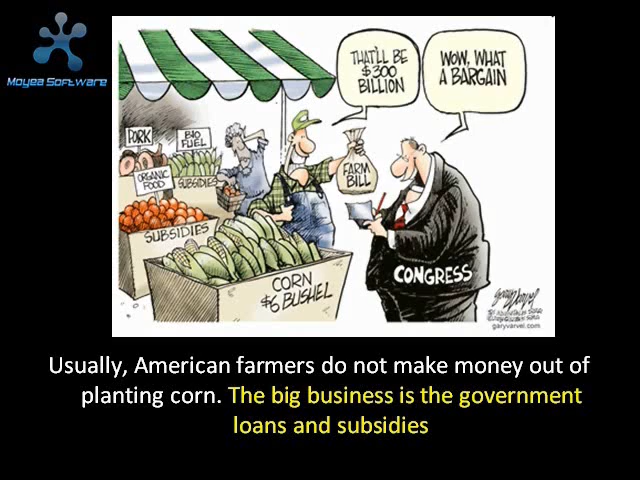 Moyea Software
THAT'LL BE
$300
BILLION
WOW, WHAT
A BARGAIN
PORK
BIO
FUEL
ORGANIC
FOOD
SUBSIDIES
SUBSIDIES
FARM
BILL
CONGRESS
CORN
$6 BUSHEL
garyvarvel.com
Usually, American farmers do not make money out of
planting corn. The big business is the government
loans and subsidies